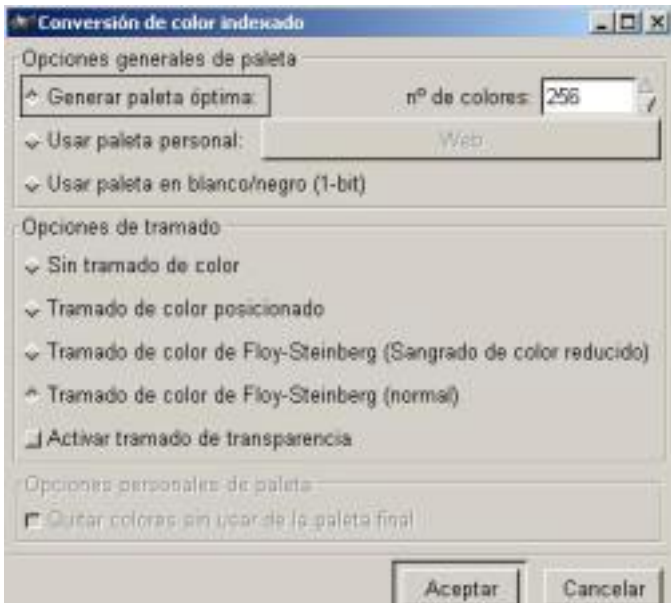 Conversión de color indexado
Opciones generales de paleta
Generar paleta óptima: nº de colores: 256
Usar paleta personal: Web
Usar paleta en blanco/negro (1-bit)
Opciones de tramado
Sin tramado de color
Tramado de color posicionado
Tramado de color de Floy-Steinberg (Sangrado de color reducido)
Tramado de color de Floy-Steinberg (normal)
Activar tramado de transparencia
Opciones personales de paleta
Quitar colores sin usar de la paleta final
Aceptar Cancelar